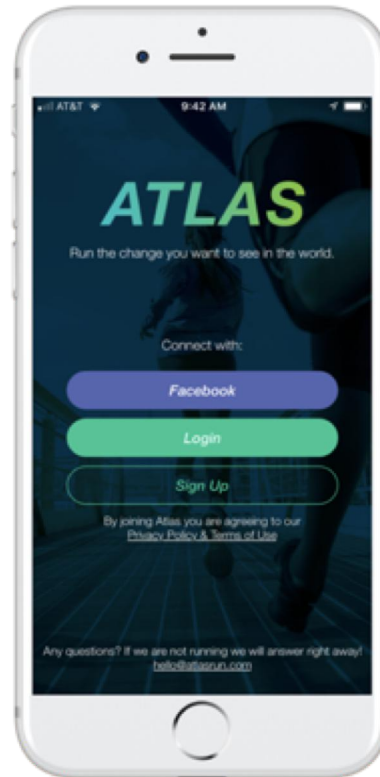 AT&T 9:42 AM
ATLAS
Run the change you want to see in the world.
Connect with:
Facebook
Login
Sign Up
By joining Atlas you are agreeing to our
Privacy Policy & Terms of Use
Any questions? If we are not running we will answer right away!
hello@atlasrun.com